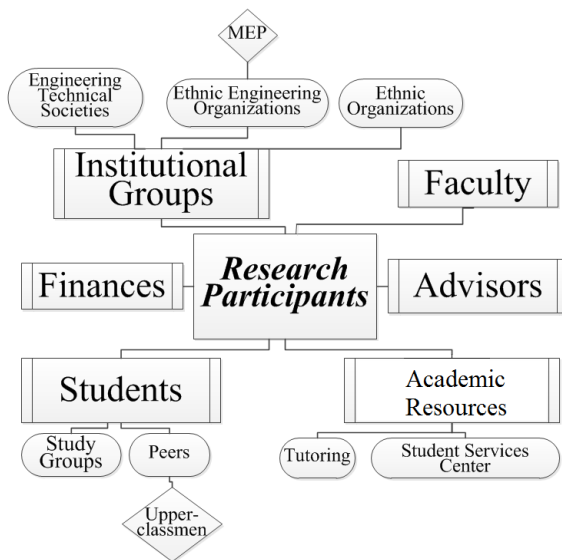 MEP
Engineering
Technical
Societies
Ethnic Engineering
Organizations
Ethnic
Organizations
Institutional
Groups
Faculty
Research
Participants
Finances
Advisors
Students
Academic
Resources
Study
Groups
Peers
Tutoring
Student Services
Center
Upper-
classmen